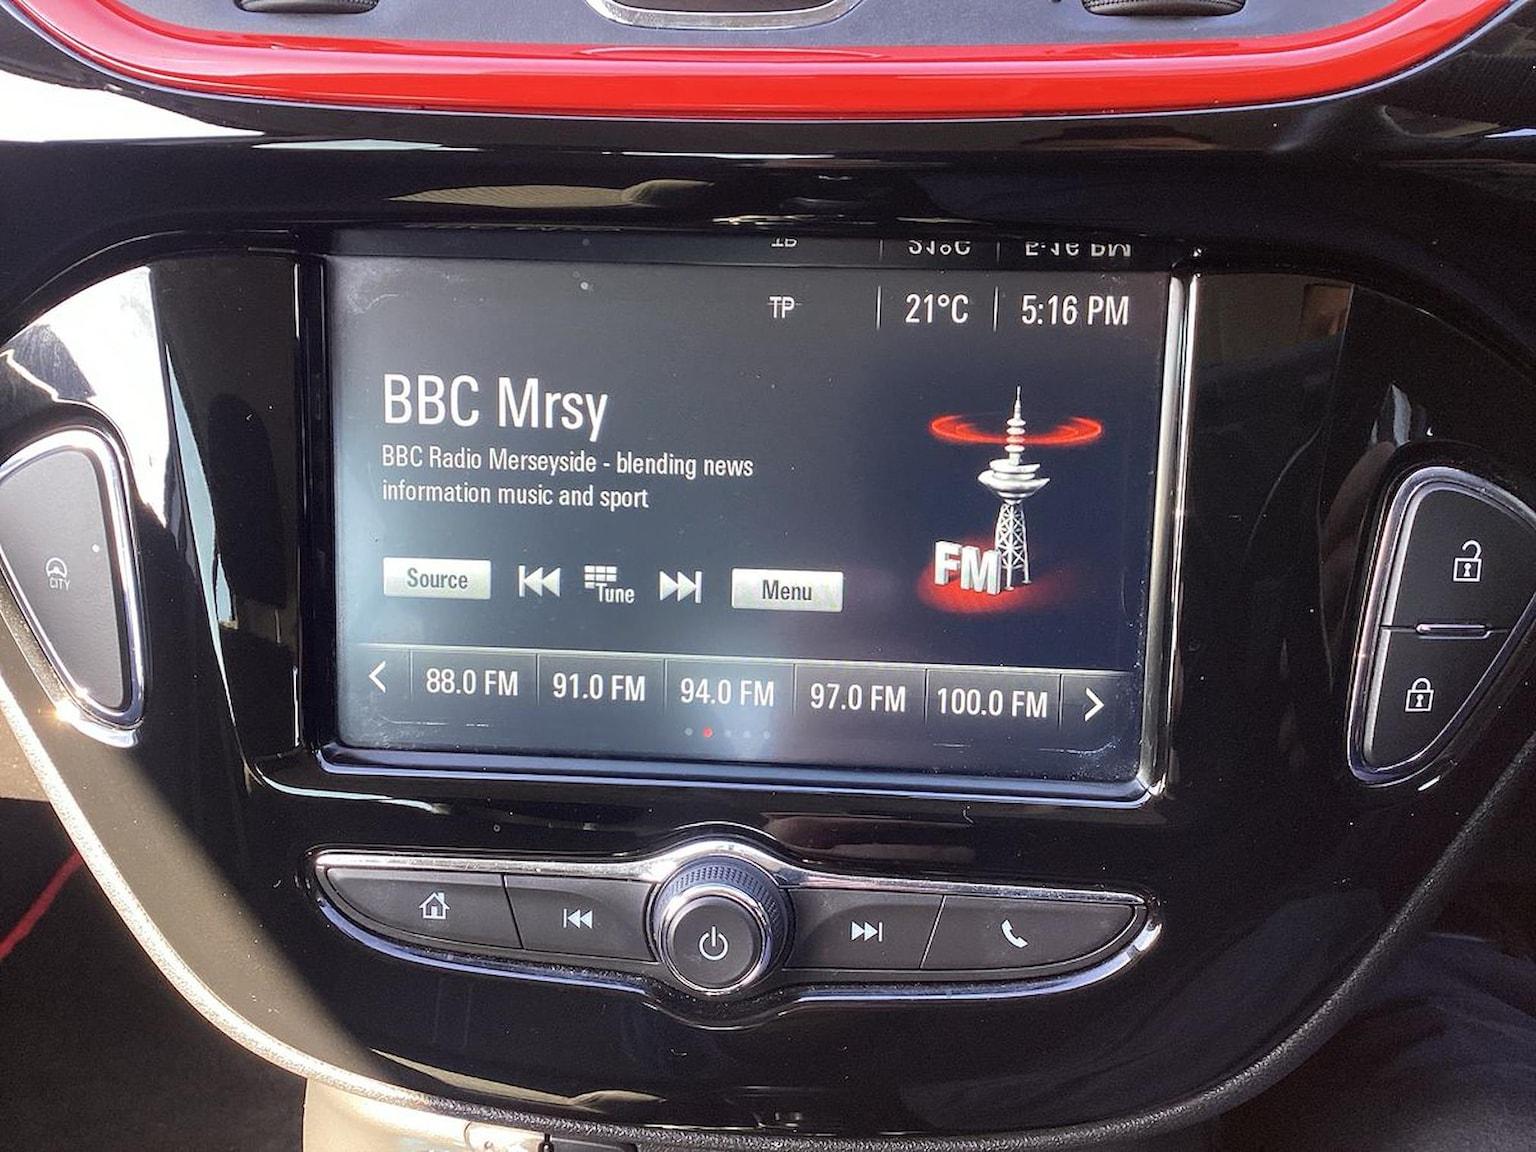 TP 21°C 5:16 PM
BBC Mrsy
BBC Radio Merseyside - blending news
information music and sport
Source Tune Menu
FM
88.0 FM 91.0 FM 94.0 FM 97.0 FM 100.0 FM
CITY